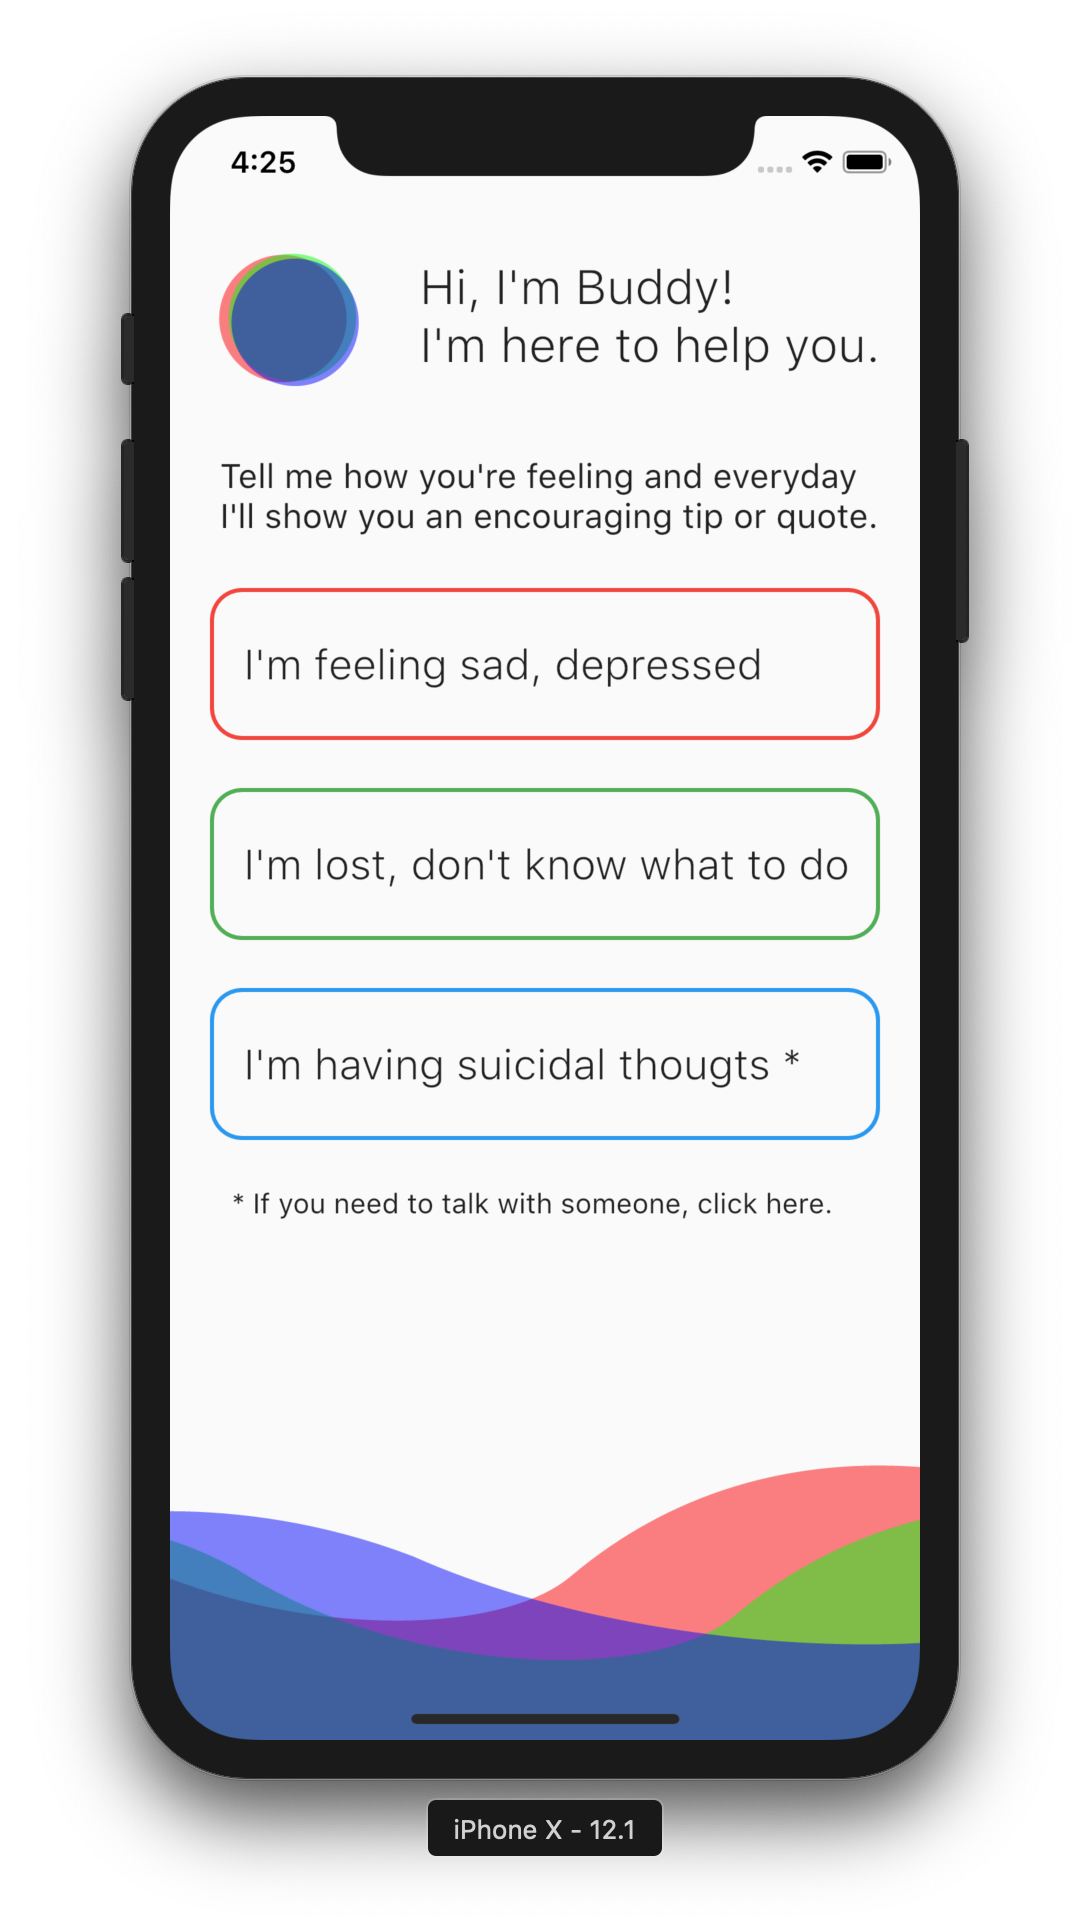 4:25
Hi, I'm Buddy!
I'm here to help you.
Tell me how you're feeling and everyday
I'll show you an encouraging tip or quote.
I'm feeling sad, depressed
I'm lost, don't know what to do
I'm having suicidal thougts *
* If you need to talk with someone, click here.
iPhone X - 12.1